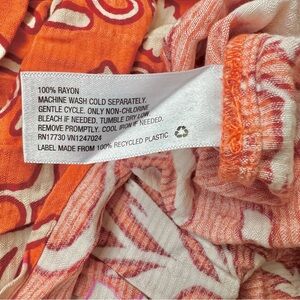 100% RAYON
MACHINE WASH COLD SEPARATELY.
GENTLE CYCLE. ONLY NON-CHLORINE
BLEACH IF NEEDED. TUMBLE DRY LOW.
REMOVE PROMPTLY. COOL IRON IF NEEDED.
RN17730 VN1247024
LABEL MADE FROM 100% RECYCLED PLASTIC